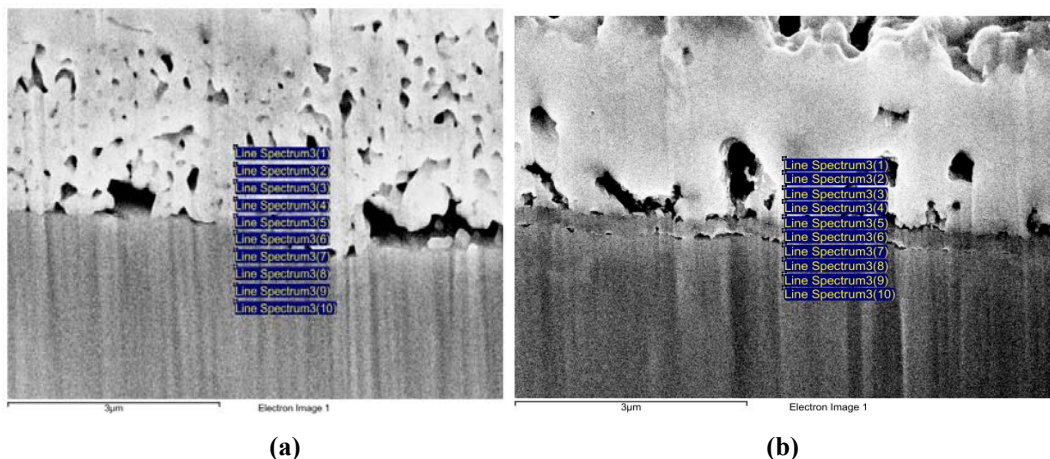 Line Spectrum3(1)
Line Spectrum3(2)
Line Spectrum3(3)
Line Spectrum3(4)
Line Spectrum3(5)
Line Spectrum3(6)
Line Spectrum3(7)
Line Spectrum3(8)
Line Spectrum3(9)
Line Spectrum3(10)
3μm
Electron Image 1
(a)
Line Spectrum3(1)
Line Spectrum3(2)
Line Spectrum3(3)
Line Spectrum3(4)
Line Spectrum3(5)
Line Spectrum3(6)
Line Spectrum3(7)
Line Spectrum3(8)
Line Spectrum3(9)
Line Spectrum3(10)
3μm
Electron Image 1
(b)